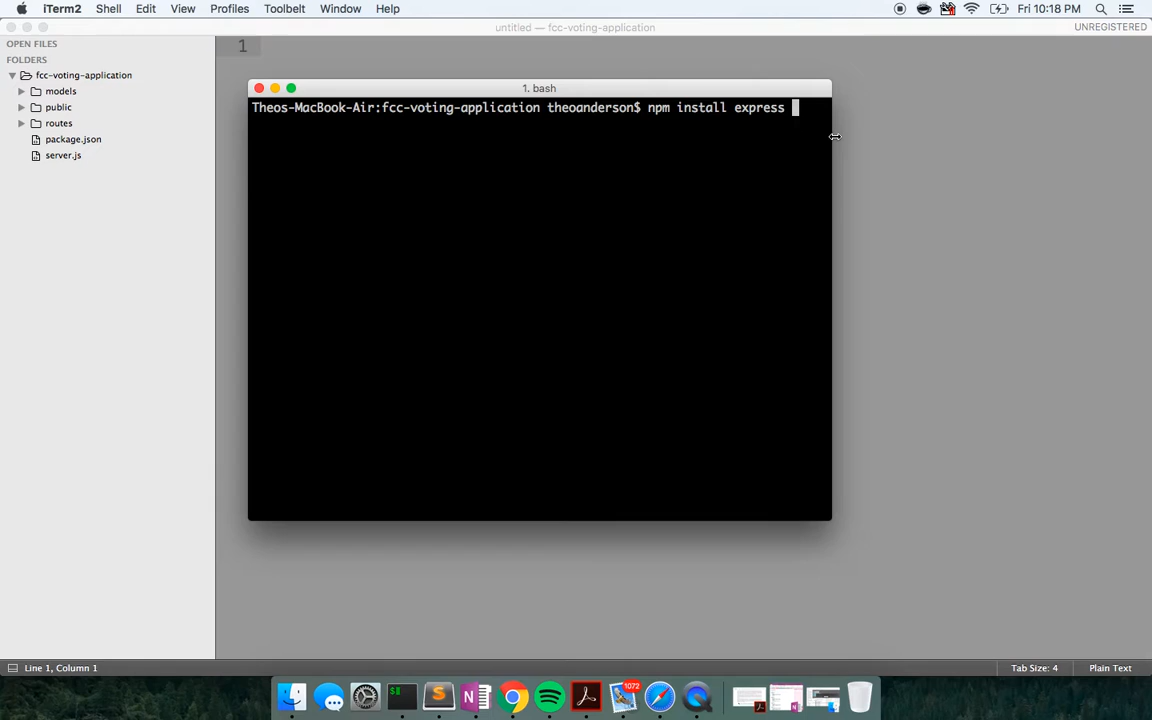 iTerm2 Shell Edit View Profiles Toolbelt Window Help Fri 10:18 PM
untitled — fcc-voting-application UNREGISTERED
OPEN FILES
FOLDERS
fcc-voting-application
models
public
routes
package.json
server.js
1
1. bash
Theos-MacBook-Air:fcc-voting-application theoanderson$ npm install express
Line 1, Column 1 Tab Size: 4 Plain Text
1072